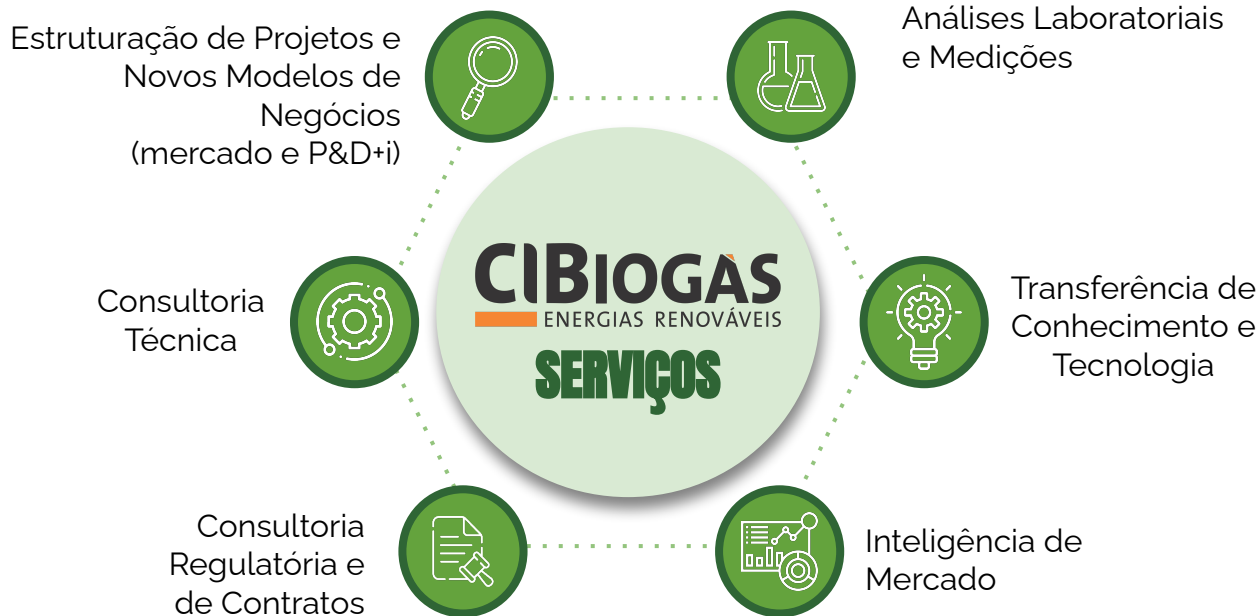 Estruturação de Projetos e
Novos Modelos de
Negócios
(mercado e P&D+i)
Análises Laboratoriais
e Medições
CIBIOGÁS
ENERGIAS RENOVÁVEIS
SERVIÇOS
Consultoria
Técnica
Transferência de
Conhecimento e
Tecnologia
Consultoria
Regulatória e
de Contratos
Inteligência de
Mercado